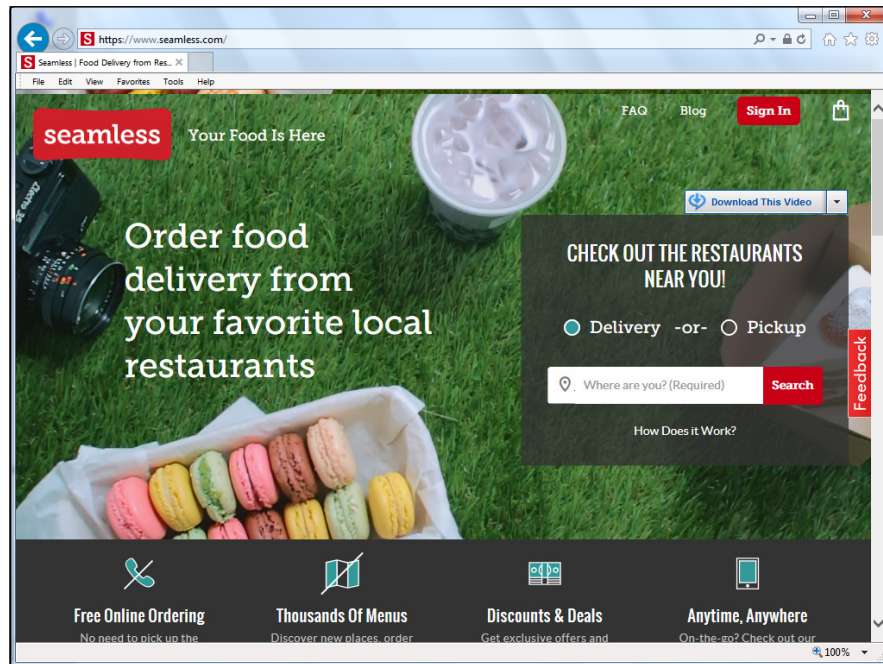 https://www.seamless.com/
Seamless | Food Delivery from Res...
File Edit View Favorites Tools Help
seamless
Your Food Is Here
FAQ Blog Sign In
Download This Video
Order food
delivery from
your favorite local
restaurants
CHECK OUT THE RESTAURANTS
NEAR YOU!
Delivery -or- Pickup
Where are you? (Required) Search
How Does it Work?
Feedback
Free Online Ordering
No need to pick up the
Thousands Of Menus
Discover new places, order
Discounts & Deals
Get exclusive offers and
Anytime, Anywhere
On-the-go? Check out our
100%